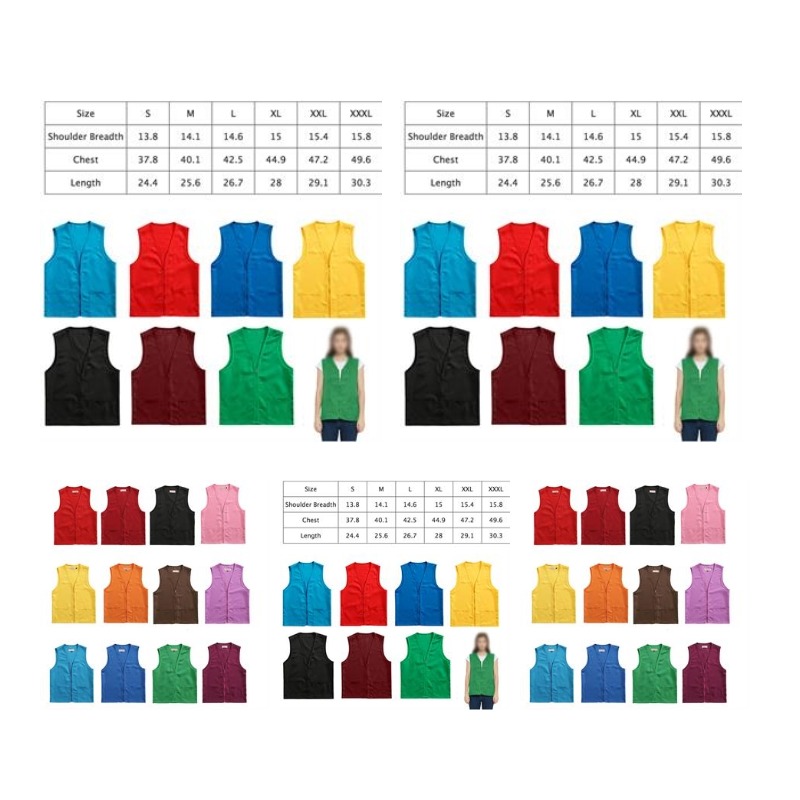 Size S M L XL XXL XXXL
Shoulder Breadth 13.8 14.1 14.6 15 15.4 15.8
Chest 37.8 40.1 42.5 44.9 47.2 49.6
Length 24.4 25.6 26.7 28 29.1 30.3
Size S M L XL XXL XXXL
Shoulder Breadth 13.8 14.1 14.6 15 15.4 15.8
Chest 37.8 40.1 42.5 44.9 47.2 49.6
Length 24.4 25.6 26.7 28 29.1 30.3
Size S M L XL XXL XXXL
Shoulder Breadth 13.8 14.1 14.6 15 15.4 15.8
Chest 37.8 40.1 42.5 44.9 47.2 49.6
Length 24.4 25.6 26.7 28 29.1 30.3